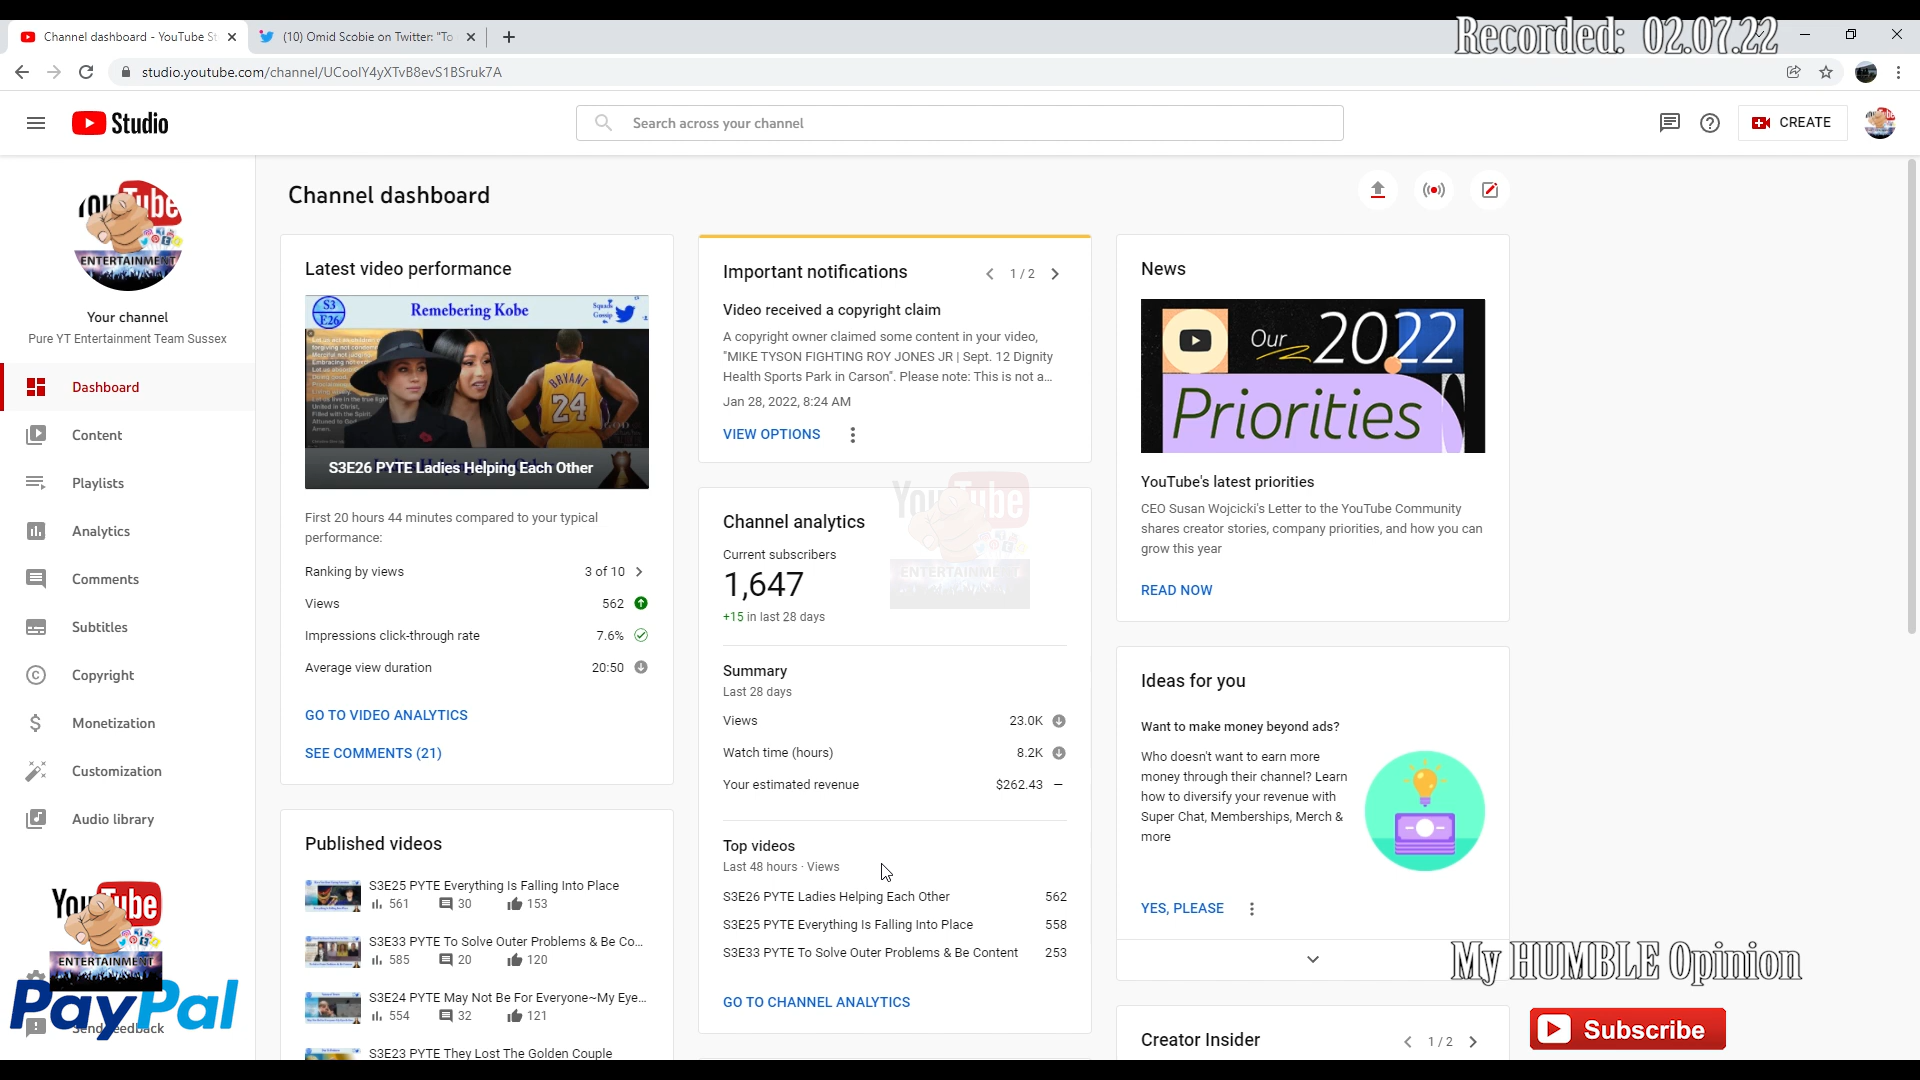 Recorded: 02.07.22
Channel dashboard - YouTube St
(10) Omid Scobie on Twitter: "To
studio.youtube.com/channel/UCooIY4yXTvB8evS1BSruk7A
Studio
Search across your channel
CREATE
YouTube
ENTERTAINMENT
Your channel
Pure YT Entertainment Team Sussex
Dashboard
Content
Playlists
Analytics
Comments
Subtitles
Copyright
Monetization
Customization
Audio library
YouTube
ENTERTAINMENT
PayPal
Send feedback
Channel dashboard
Latest video performance
S3
E26
Remebering Kobe
Squads
Gossip
BRYANT
24
S3E26 PYTE Ladies Helping Each Other
First 20 hours 44 minutes compared to your typical
performance:
Ranking by views 3 of 10
Views 562
Impressions click-through rate 7.6%
Average view duration 20:50
GO TO VIDEO ANALYTICS
SEE COMMENTS (21)
Published videos
S3E25 PYTE Everything Is Falling Into Place
561 30 153
S3E33 PYTE To Solve Outer Problems & Be Co...
585 20 120
S3E24 PYTE May Not Be For Everyone~My Eye...
554 32 121
S3E23 PYTE They Lost The Golden Couple
Important notifications 1 / 2
Video received a copyright claim
A copyright owner claimed some content in your video,
"MIKE TYSON FIGHTING ROY JONES JR | Sept. 12 Dignity
Health Sports Park in Carson". Please note: This is not a...
Jan 28, 2022, 8:24 AM
VIEW OPTIONS
YouTube
ENTERTAINMENT
Channel analytics
Current subscribers
1,647
+15 in last 28 days
Summary
Last 28 days
Views 23.0K
Watch time (hours) 8.2K
Your estimated revenue $262.43 —
Top videos
Last 48 hours · Views
S3E26 PYTE Ladies Helping Each Other 562
S3E25 PYTE Everything Is Falling Into Place 558
S3E33 PYTE To Solve Outer Problems & Be Content 253
GO TO CHANNEL ANALYTICS
News
Our 2022
Priorities
YouTube's latest priorities
CEO Susan Wojcicki's Letter to the YouTube Community
shares creator stories, company priorities, and how you can
grow this year
READ NOW
Ideas for you
Want to make money beyond ads?
Who doesn't want to earn more
money through their channel? Learn
how to diversify your revenue with
Super Chat, Memberships, Merch &
more
YES, PLEASE
My HUMBLE Opinion
Creator Insider 1 / 2
Subscribe